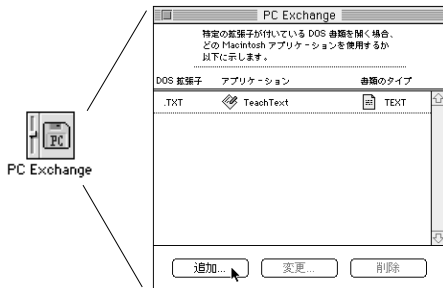 PC Exchange
特定の拡張子が付いている DOS 書類を開く場合、
どの Macintosh アプリケーションを使用するか
以下に示します。
DOS 拡張子 アプリケーション 書類のタイプ
.TXT TeachText TEXT
PC
PC Exchange
追加... 変更... 削除